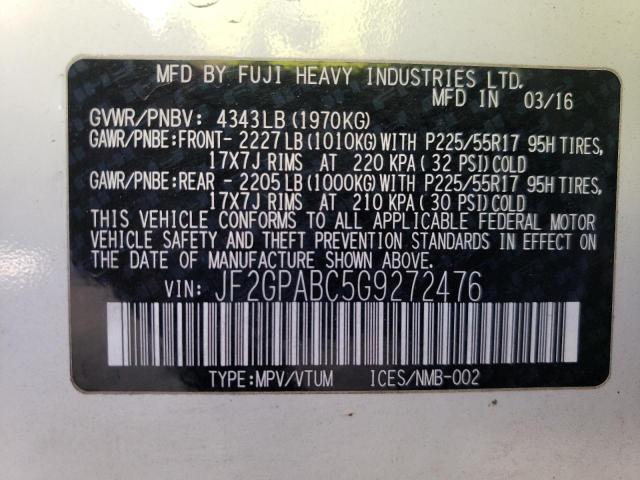 MFD BY FUJI HEAVY INDUSTRIES LTD.
MFD IN 03/16
GVWR/PNBV: 4343LB (1970KG)
GAWR/PNBE:FRONT- 2227LB (1010KG) WITH P225/55R17 95H TIRES,
17X7J RIMS AT 220 KPA ( 32 PSI) COLD
GAWR/PNBE:REAR - 2205LB (1000KG) WITH P225/55R17 95H TIRES,
17X7J RIMS AT 210 KPA ( 30 PSI) COLD
THIS VEHICLE CONFORMS TO ALL APPLICABLE FEDERAL MOTOR
VEHICLE SAFETY AND THEFT PREVENTION STANDARDS IN EFFECT
ON THE DATE OF MANUFACTURE SHOWN ABOVE.
VIN: JF2GPABC5G9272476
TYPE:MPV/VTUM ICES/NMB-002